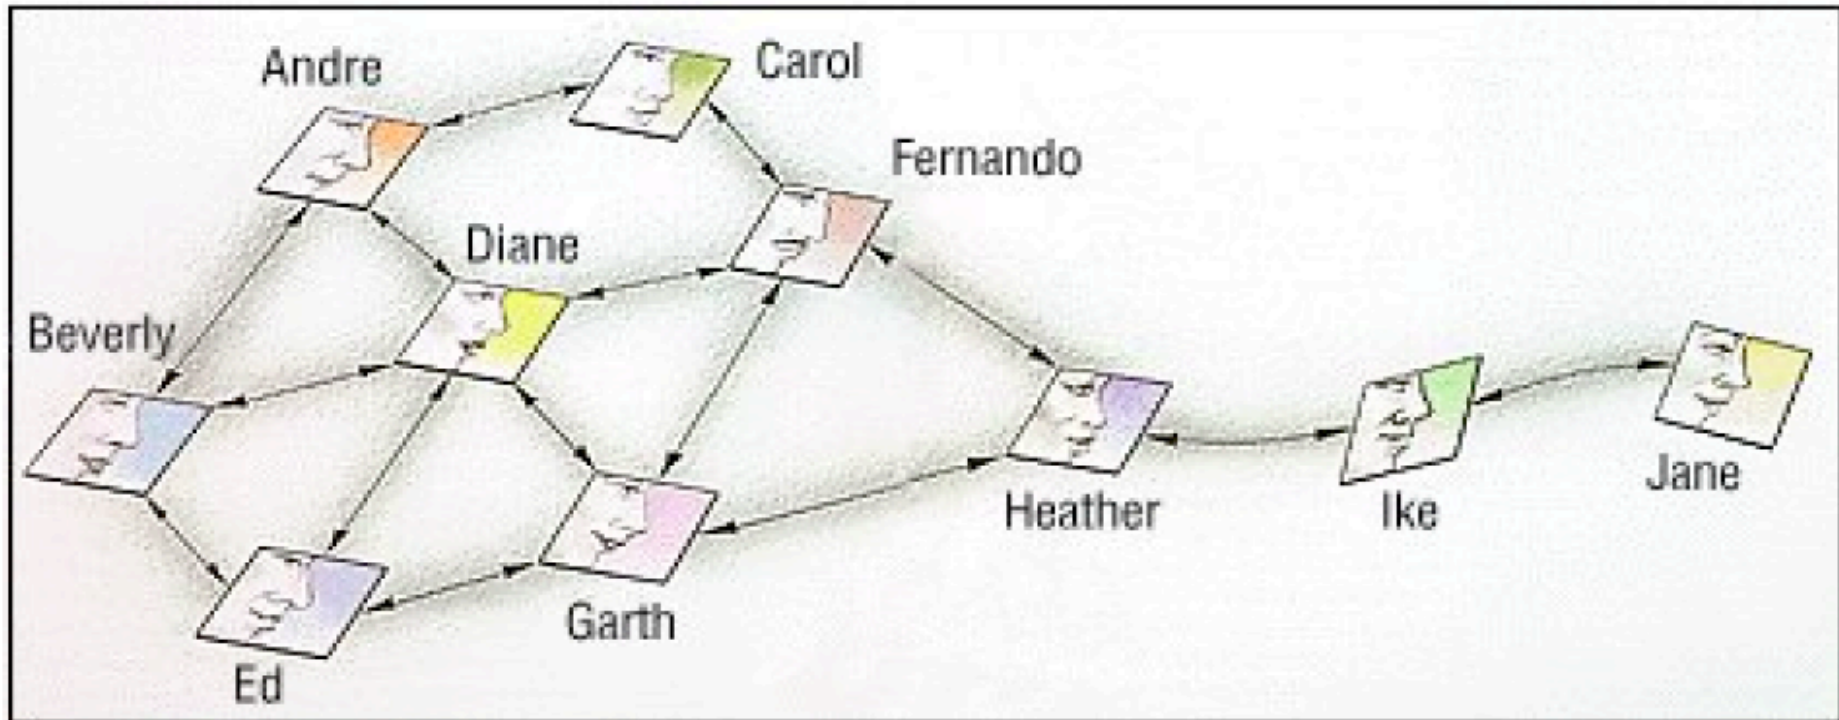 Andre
Carol
Fernando
Diane
Beverly
Heather
Ike
Jane
Garth
Ed